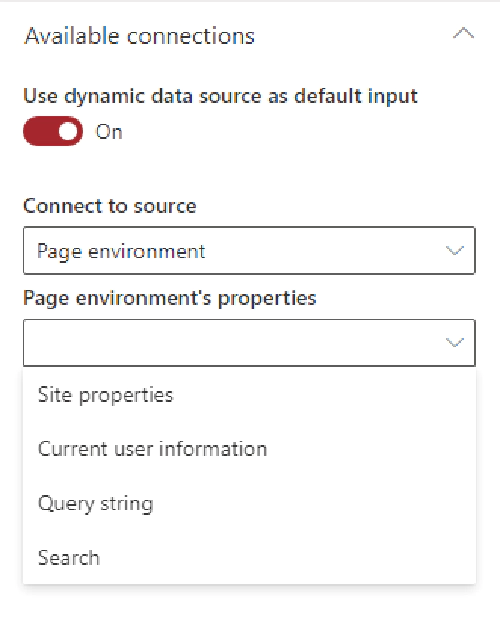 Available connections
Use dynamic data source as default input
On
Connect to source
Page environment
Page environment's properties
Site properties
Current user information
Query string
Search